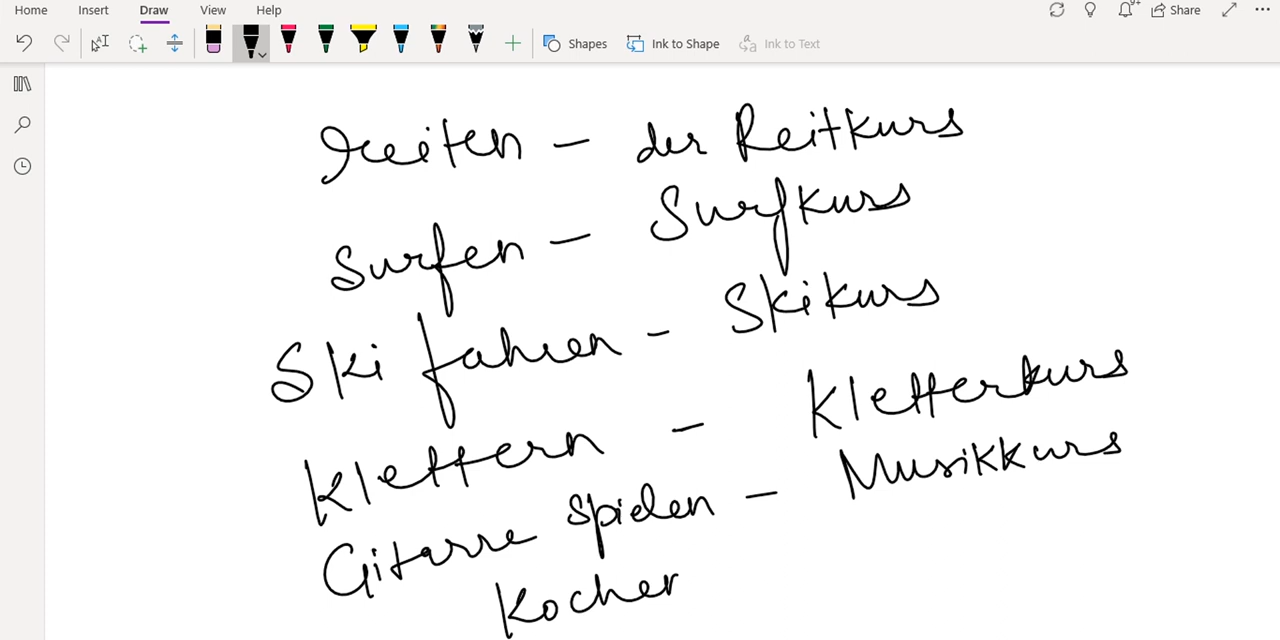 Home Insert Draw View Help Share
Shapes Ink to Shape Ink to Text
reiten - der Reitkurs
surfen - Surfkurs
Ski fahren - Skikurs
Klettern - Kletterkurs
Gitarre spielen - Musikkurs
Kocher